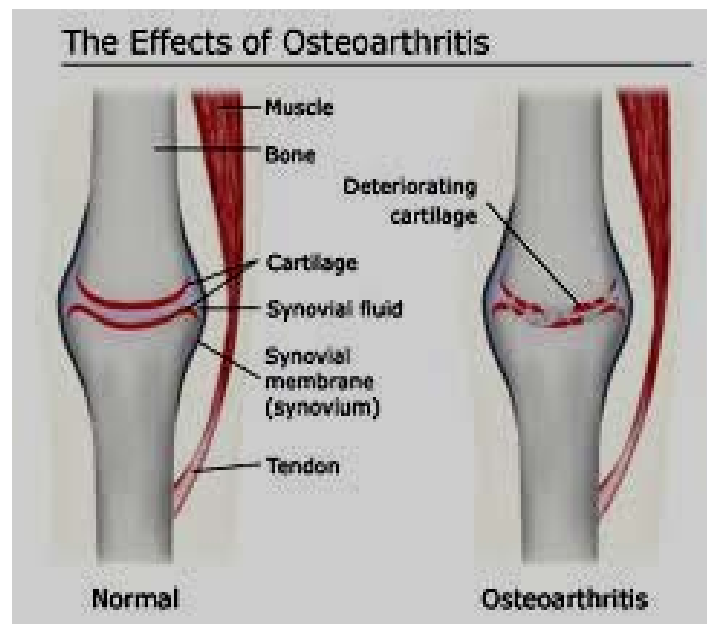 The Effects of Osteoarthritis
Muscle
Bone
Cartilage
Synovial fluid
Synovial
membrane
(synovium)
Tendon
Normal
Deteriorating
cartilage
Osteoarthritis